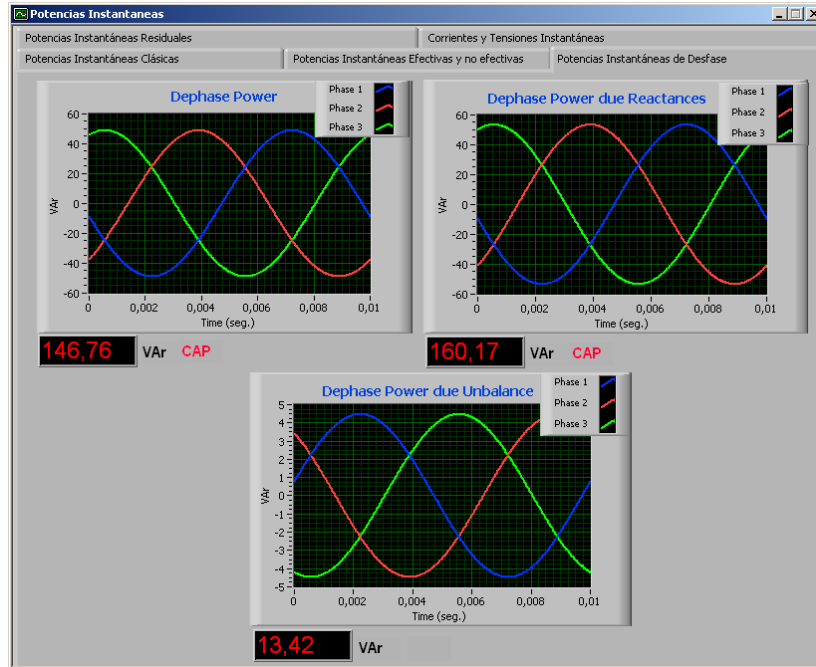 Potencias Instantaneas
Potencias Instantáneas Residuales
Corrientes y Tensiones Instantáneas
Potencias Instantáneas Clásicas
Potencias Instantáneas Efectivas y no efectivas
Potencias Instantáneas de Desfase
Dephase Power
Phase 1
Phase 2
Phase 3
60
40
20
0
-20
-40
-60
VAr
0 0,002 0,004 0,006 0,008 0,01
Time (seg.)
146,76 VAr CAP
Dephase Power due Reactances
Phase 1
Phase 2
Phase 3
60
40
20
0
-20
-40
-60
VAr
0 0,002 0,004 0,006 0,008 0,01
Time (seg.)
160,17 VAr CAP
Dephase Power due Unbalance
Phase 1
Phase 2
Phase 3
5
4
3
2
1
0
-1
-2
-3
-4
-5
VAr
0 0,002 0,004 0,006 0,008 0,01
Time (seg.)
13,42 VAr